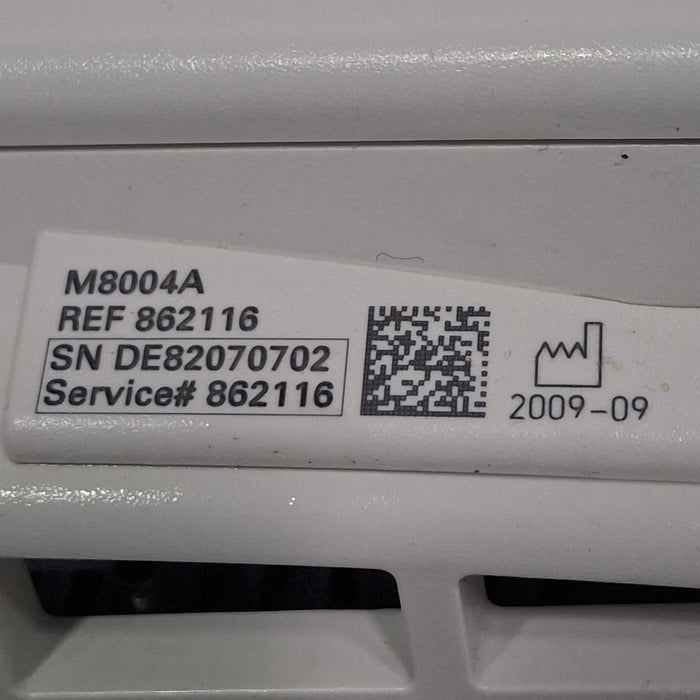 M8004A
REF 862116
SN DE82070702
Service# 862116
2009-09